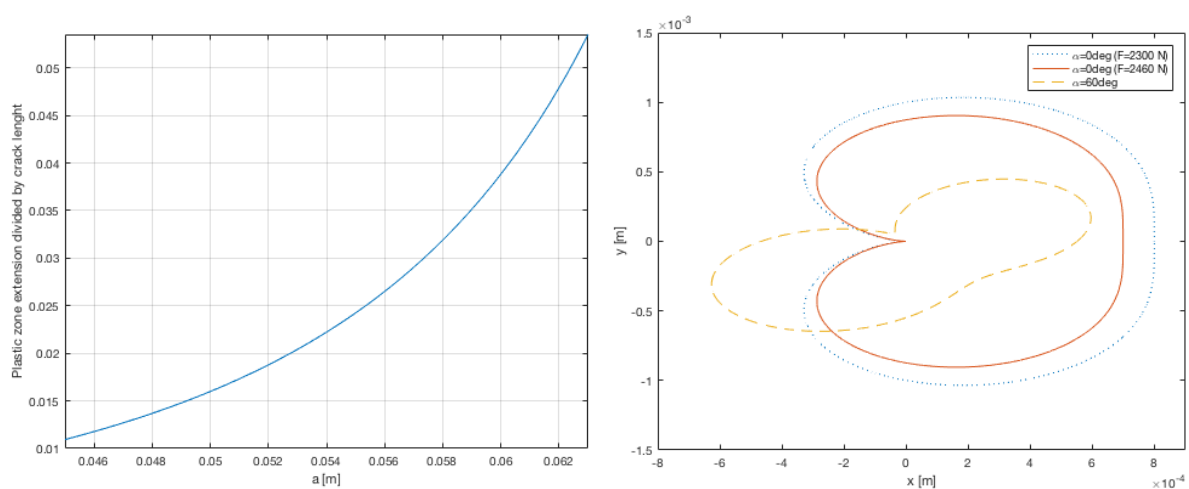 Plastic zone extension divided by crack lenght
0.05
0.045
0.04
0.035
0.03
0.025
0.02
0.015
0.01
0.046 0.048 0.05 0.052 0.054 0.056 0.058 0.06 0.062
a [m]
×10⁻³
1.5
1
0.5
0
-0.5
-1
-1.5
y [m]
α=0deg (F=2300 N)
α=0deg (F=2460 N)
α=60deg
-8 -6 -4 -2 0 2 4 6 8
x [m]
×10⁻⁴